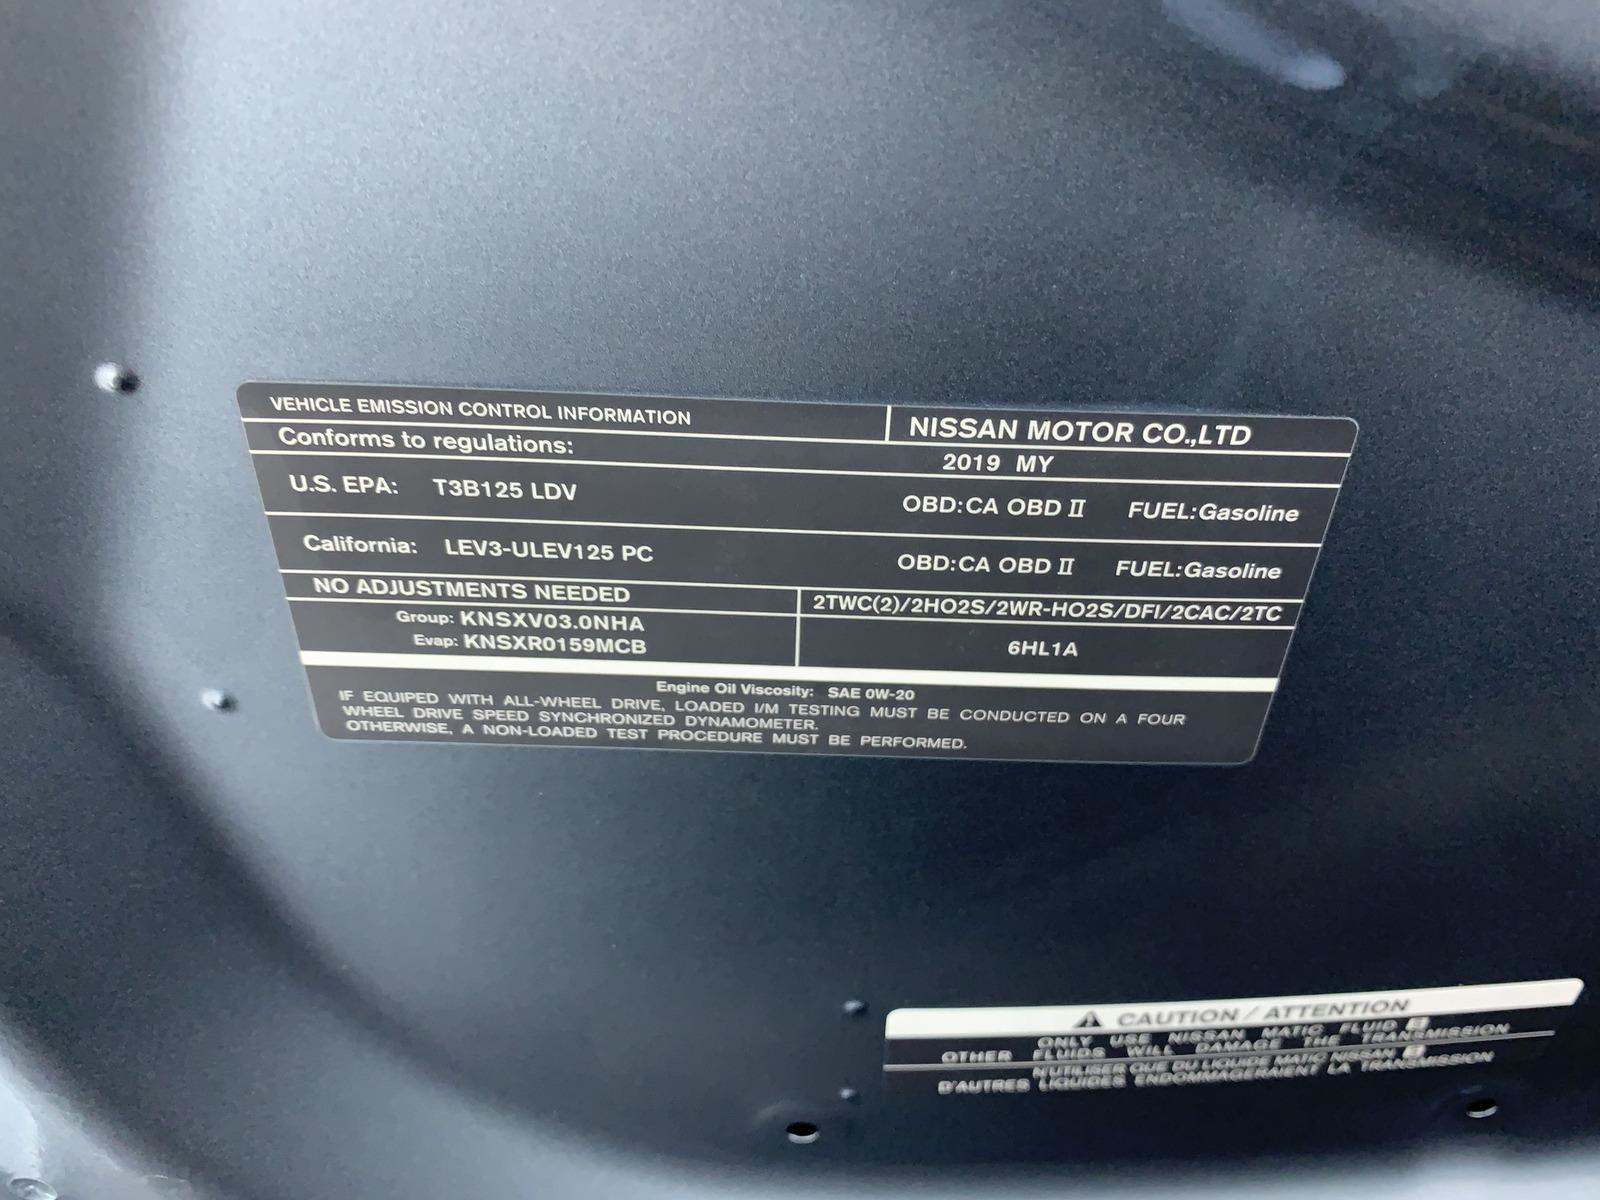 VEHICLE EMISSION CONTROL INFORMATION
NISSAN MOTOR CO.,LTD
Conforms to regulations:
2019 MY
U.S. EPA: T3B125 LDV OBD:CA OBD II FUEL:Gasoline
California: LEV3-ULEV125 PC OBD:CA OBD II FUEL:Gasoline
NO ADJUSTMENTS NEEDED
2TWC(2)/2HO2S/2WR-HO2S/DFI/2CAC/2TC
Group: KNSXV03.0NHA
Evap: KNSXR0159MCB
6HL1A
Engine Oil Viscosity: SAE 0W-20
IF EQUIPED WITH ALL-WHEEL DRIVE, LOADED I/M TESTING MUST BE CONDUCTED ON A FOUR
WHEEL DRIVE SPEED SYNCHRONIZED DYNAMOMETER.
OTHERWISE, A NON-LOADED TEST PROCEDURE MUST BE PERFORMED.
CAUTION / ATTENTION
ONLY USE NISSAN MATIC FLUID
OTHER FLUIDS WILL DAMAGE THE TRANSMISSION
N'UTILISER QUE DU LIQUIDE MATIC NISSAN
D'AUTRES LIQUIDES ENDOMMAGERAIENT LA TRANSMISSION